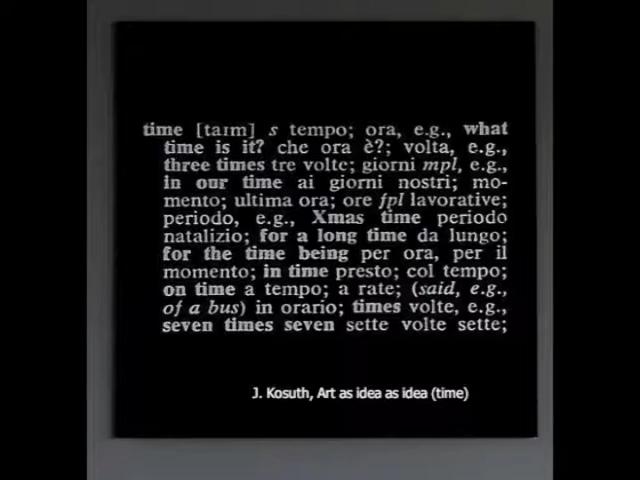 time [taɪm] s tempo; ora, e.g., what
time is it? che ora è?; volta, e.g.,
three times tre volte; giorni mpl, e.g.,
in our time ai giorni nostri; mo-
mento; ultima ora; ore fpl lavorative;
periodo, e.g., Xmas time periodo
natalizio; for a long time da lungo;
for the time being per ora, per il
momento; in time presto; col tempo;
on time a tempo; a rate; (said, e.g.,
of a bus) in orario; times volte, e.g.,
seven times seven sette volte sette;
J. Kosuth, Art as idea as idea (time)